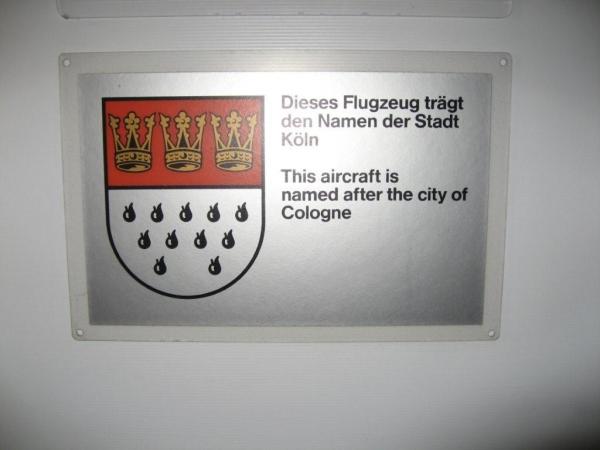 Dieses Flugzeug trägt
den Namen der Stadt
Köln
This aircraft is
named after the city of
Cologne